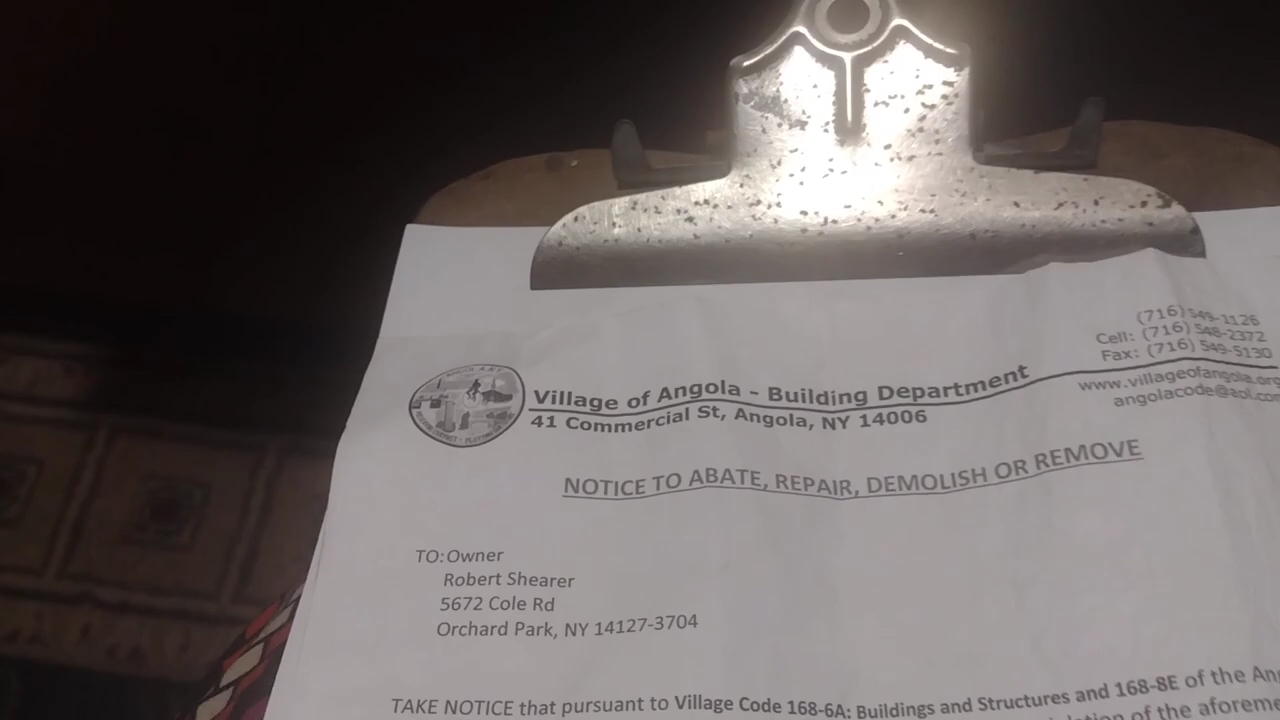 (716) 549-1126
Cell: (716) 548-2372
Fax: (716) 549-5130
www.villageofangola.org
angolacode@aol.com
Village of Angola - Building Department
41 Commercial St, Angola, NY 14006
NOTICE TO ABATE, REPAIR, DEMOLISH OR REMOVE
TO: Owner
Robert Shearer
5672 Cole Rd
Orchard Park, NY 14127-3704
TAKE NOTICE that pursuant to Village Code 168-6A: Buildings and Structures and 168-8E of the
of the